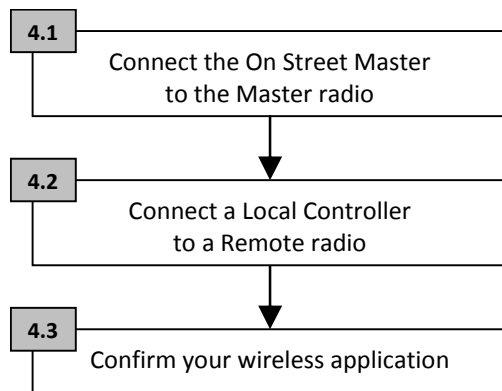 4.1
Connect the On Street Master
to the Master radio
4.2
Connect a Local Controller
to a Remote radio
4.3
Confirm your wireless application